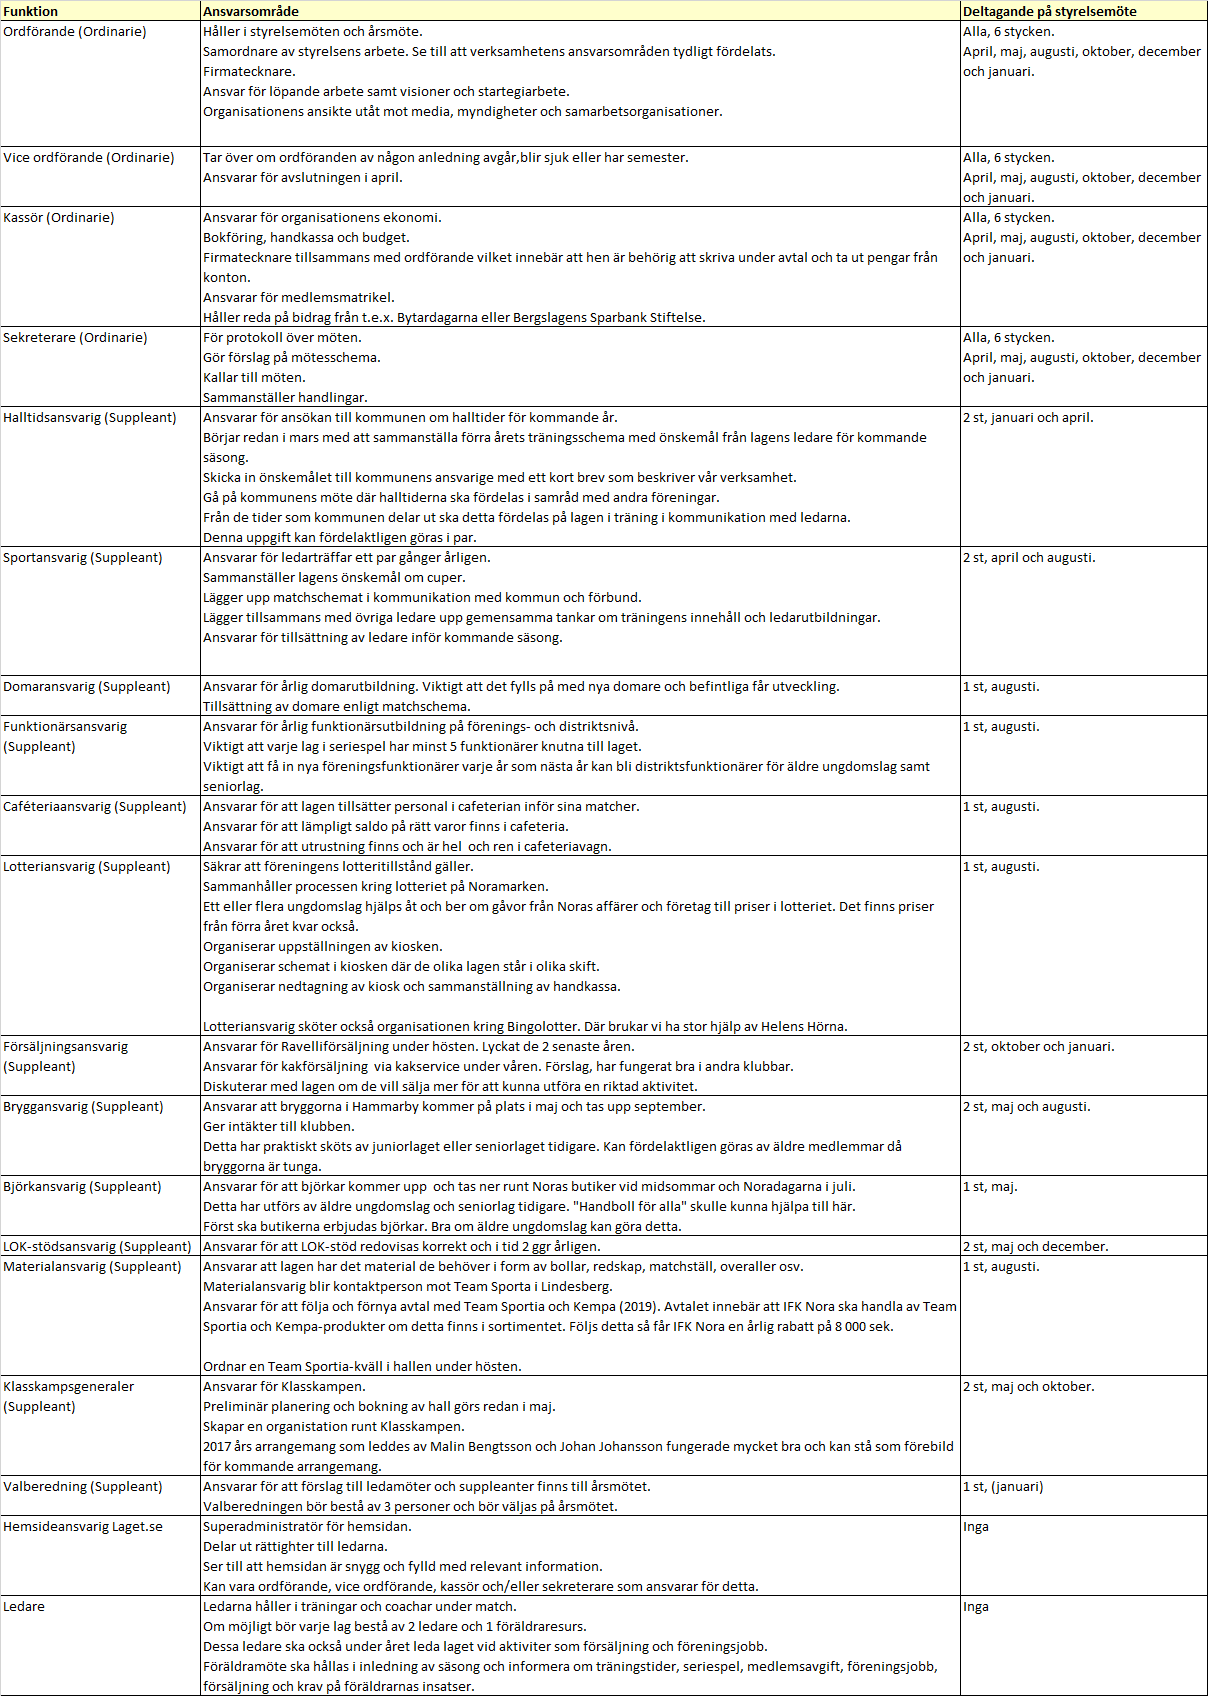 Funktion Ansvarsområde Deltagande på styrelsemöte
Ordförande (Ordinarie) Håller i styrelsemöten och årsmöte. Alla, 6 stycken.
Samordnare av styrelsens arbete. Se till att verksamhetens ansvarsområden tydligt fördelats. April, maj, augusti, oktober, december
Firmatecknare. och januari.
Ansvar för löpande arbete samt visioner och startegiarbete.
Organisationens ansikte utåt mot media, myndigheter och samarbetsorganisationer.
Vice ordförande (Ordinarie) Tar över om ordföranden av någon anledning avgår,blir sjuk eller har semester. Alla, 6 stycken.
Ansvarar för avslutningen i april. April, maj, augusti, oktober, december
och januari.
Kassör (Ordinarie) Ansvarar för organisationens ekonomi. Alla, 6 stycken.
Bokföring, handkassa och budget. April, maj, augusti, oktober, december
Firmatecknare tillsammans med ordförande vilket innebär att hen är behörig att skriva under avtal och ta ut pengar från och januari.
konton.
Ansvarar för medlemsmatrikel.
Håller reda på bidrag från t.e.x. Bytardagarna eller Bergslagens Sparbank Stiftelse.
Sekreterare (Ordinarie) För protokoll över möten. Alla, 6 stycken.
Gör förslag på mötesschema. April, maj, augusti, oktober, december
Kallar till möten. och januari.
Sammanställer handlingar.
Halltidsansvarig (Suppleant) Ansvarar för ansökan till kommunen om halltider för kommande år. 2 st, januari och april.
Börjar redan i mars med att sammanställa förra årets träningsschema med önskemål från lagens ledare för kommande
säsong.
Skicka in önskemålet till kommunens ansvarige med ett kort brev som beskriver vår verksamhet.
Gå på kommunens möte där halltiderna ska fördelas i samråd med andra föreningar.
Från de tider som kommunen delar ut ska detta fördelas på lagen i träning i kommunikation med ledarna.
Denna uppgift kan fördelaktligen göras i par.
Sportansvarig (Suppleant) Ansvarar för ledarträffar ett par gånger årligen. 2 st, april och augusti.
Sammanställer lagens önskemål om cuper.
Lägger upp matchschemat i kommunikation med kommun och förbund.
Lägger tillsammans med övriga ledare upp gemensamma tankar om träningens innehåll och ledarutbildningar.
Ansvarar för tillsättning av ledare inför kommande säsong.
Domaransvarig (Suppleant) Ansvarar för årlig domarutbildning. Viktigt att det fylls på med nya domare och befintliga får utveckling. 1 st, augusti.
Tillsättning av domare enligt matchschema.
Funktionärsansvarig Ansvarar för årlig funktionärsutbildning på förenings- och distriktsnivå. 1 st, augusti.
(Suppleant) Viktigt att varje lag i seriespel har minst 5 funktionärer knutna till laget.
Viktigt att få in nya föreningsfunktionärer varje år som nästa år kan bli distriktsfunktionärer för äldre ungdomslag samt
seniorlag.
Caféteriaansvarig (Suppleant) Ansvarar för att lagen tillsätter personal i cafeterian inför sina matcher. 1 st, augusti.
Ansvarar för att lämpligt saldo på rätt varor finns i cafeteria.
Ansvarar för att utrustning finns och är hel  och ren i cafeteriavagn.
Lotteriansvarig (Suppleant) Säkrar att föreningens lotteritillstånd gäller. 1 st, augusti.
Sammanhåller processen kring lotteriet på Noramarken.
Ett eller flera ungdomslag hjälps åt och ber om gåvor från Noras affärer och företag till priser i lotteriet. Det finns priser
från förra året kvar också.
Organiserar uppställningen av kiosken.
Organiserar schemat i kiosken där de olika lagen står i olika skift.
Organiserar nedtagning av kiosk och sammanställning av handkassa.
Lotteriansvarig sköter också organisationen kring Bingolotter. Där brukar vi ha stor hjälp av Helens Hörna.
Försäljningsansvarig Ansvarar för Ravelliförsäljning under hösten. Lyckat de 2 senaste åren. 2 st, oktober och januari.
(Suppleant) Ansvarar för kakförsäljning  via kakservice under våren. Förslag, har fungerat bra i andra klubbar.
Diskuterar med lagen om de vill sälja mer för att kunna utföra en riktad aktivitet.
Bryggansvarig (Suppleant) Ansvarar att bryggorna i Hammarby kommer på plats i maj och tas upp september. 2 st, maj och augusti.
Ger intäkter till klubben.
Detta har praktiskt sköts av juniorlaget eller seniorlaget tidigare. Kan fördelaktligen göras av äldre medlemmar då
bryggorna är tunga.
Björkansvarig (Suppleant) Ansvarar för att björkar kommer upp  och tas ner runt Noras butiker vid midsommar och Noradagarna i juli. 1 st, maj.
Detta har utförs av äldre ungdomslag och seniorlag tidigare. "Handboll för alla" skulle kunna hjälpa till här.
Först ska butikerna erbjudas björkar. Bra om äldre ungdomslag kan göra detta.
LOK-stödsansvarig (Suppleant) Ansvarar för att LOK-stöd redovisas korrekt och i tid 2 ggr årligen. 2 st, maj och december.
Materialansvarig (Suppleant) Ansvarar att lagen har det material de behöver i form av bollar, redskap, matchställ, overaller osv. 1 st, augusti.
Materialansvarig blir kontaktperson mot Team Sporta i Lindesberg.
Ansvarar för att följa och förnya avtal med Team Sportia och Kempa (2019). Avtalet innebär att IFK Nora ska handla av Team
Sportia och Kempa-produkter om detta finns i sortimentet. Följs detta så får IFK Nora en årlig rabatt på 8 000 sek.
Ordnar en Team Sportia-kväll i hallen under hösten.
Klasskampsgeneraler Ansvarar för Klasskampen. 2 st, maj och oktober.
(Suppleant) Preliminär planering och bokning av hall görs redan i maj.
Skapar en organistation runt Klasskampen.
2017 års arrangemang som leddes av Malin Bengtsson och Johan Johansson fungerade mycket bra och kan stå som förebild
för kommande arrangemang.
Valberedning (Suppleant) Ansvarar för att förslag till ledamöter och suppleanter finns till årsmötet. 1 st, (januari)
Valberedningen bör bestå av 3 personer och bör väljas på årsmötet.
Hemsideansvarig Laget.se Superadministratör för hemsidan. Inga
Delar ut rättighter till ledarna.
Ser till att hemsidan är snygg och fylld med relevant information.
Kan vara ordförande, vice ordförande, kassör och/eller sekreterare som ansvarar för detta.
Ledare Ledarna håller i träningar och coachar under match. Inga
Om möjligt bör varje lag bestå av 2 ledare och 1 föräldraresurs.
Dessa ledare ska också under året leda laget vid aktiviter som försäljning och föreningsjobb.
Föräldramöte ska hållas i inledning av säsong och informera om träningstider, seriespel, medlemsavgift, föreningsjobb,
försäljning och krav på föräldrarnas insatser.